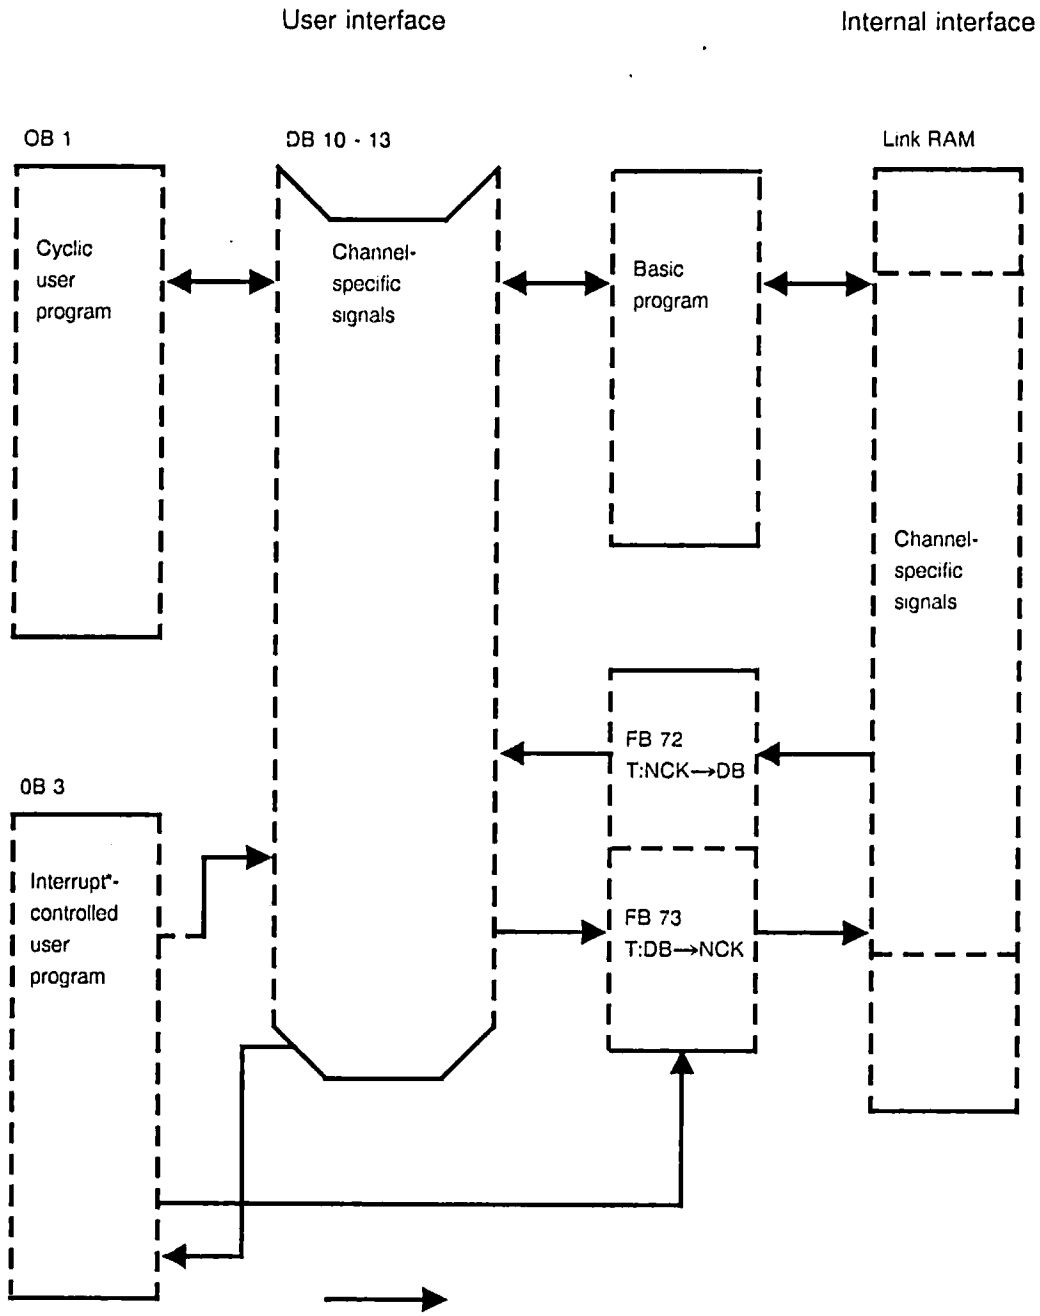 User interface
Internal interface
OB 1
DB 10 - 13
Link RAM
Cyclic
user
program
Channel-
specific
signals
Basic
program
Channel-
specific
signals
FB 72
T:NCK→DB
0B 3
Interrupt*-
controlled
user
program
FB 73
T:DB→NCK